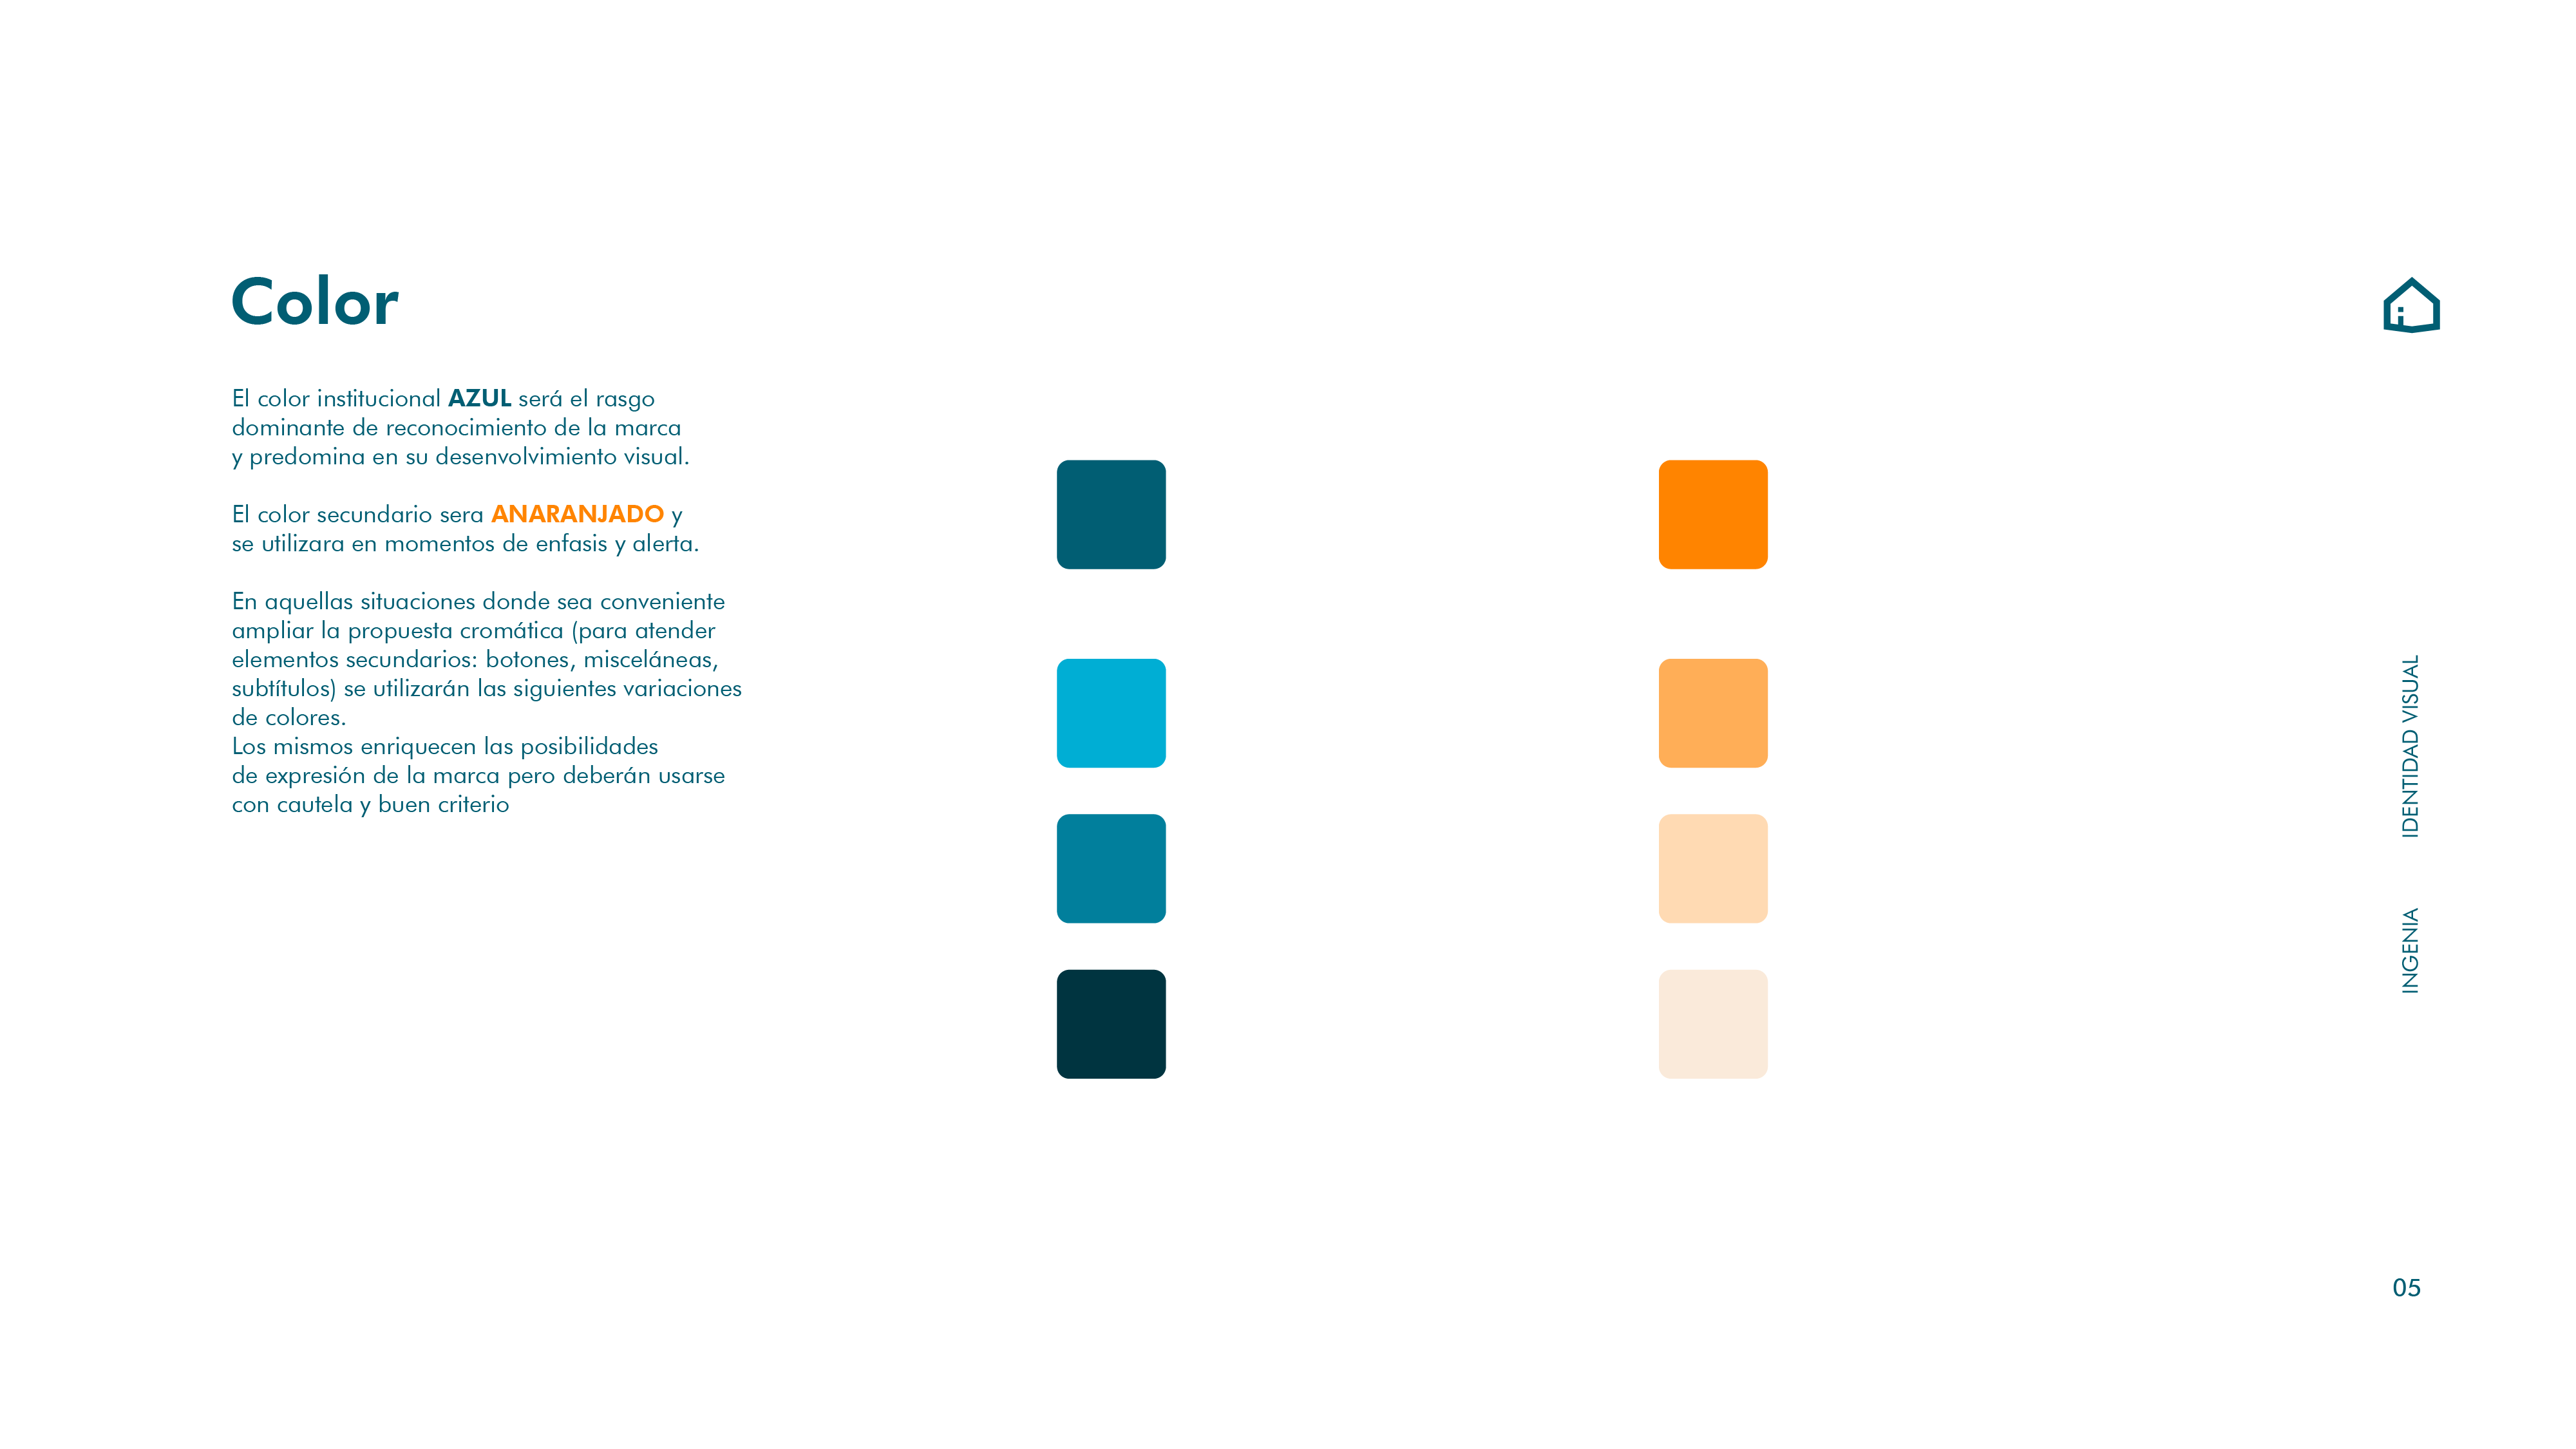 Color
El color institucional AZUL será el rasgo
dominante de reconocimiento de la marca
y predomina en su desenvolvimiento visual.
El color secundario sera ANARANJADO y
se utilizara en momentos de enfasis y alerta.
En aquellas situaciones donde sea conveniente
ampliar la propuesta cromática (para atender
elementos secundarios: botones, misceláneas,
subtítulos) se utilizarán las siguientes variaciones
de colores.
Los mismos enriquecen las posibilidades
de expresión de la marca pero deberán usarse
con cautela y buen criterio
INGENIA
IDENTIDAD VISUAL
05